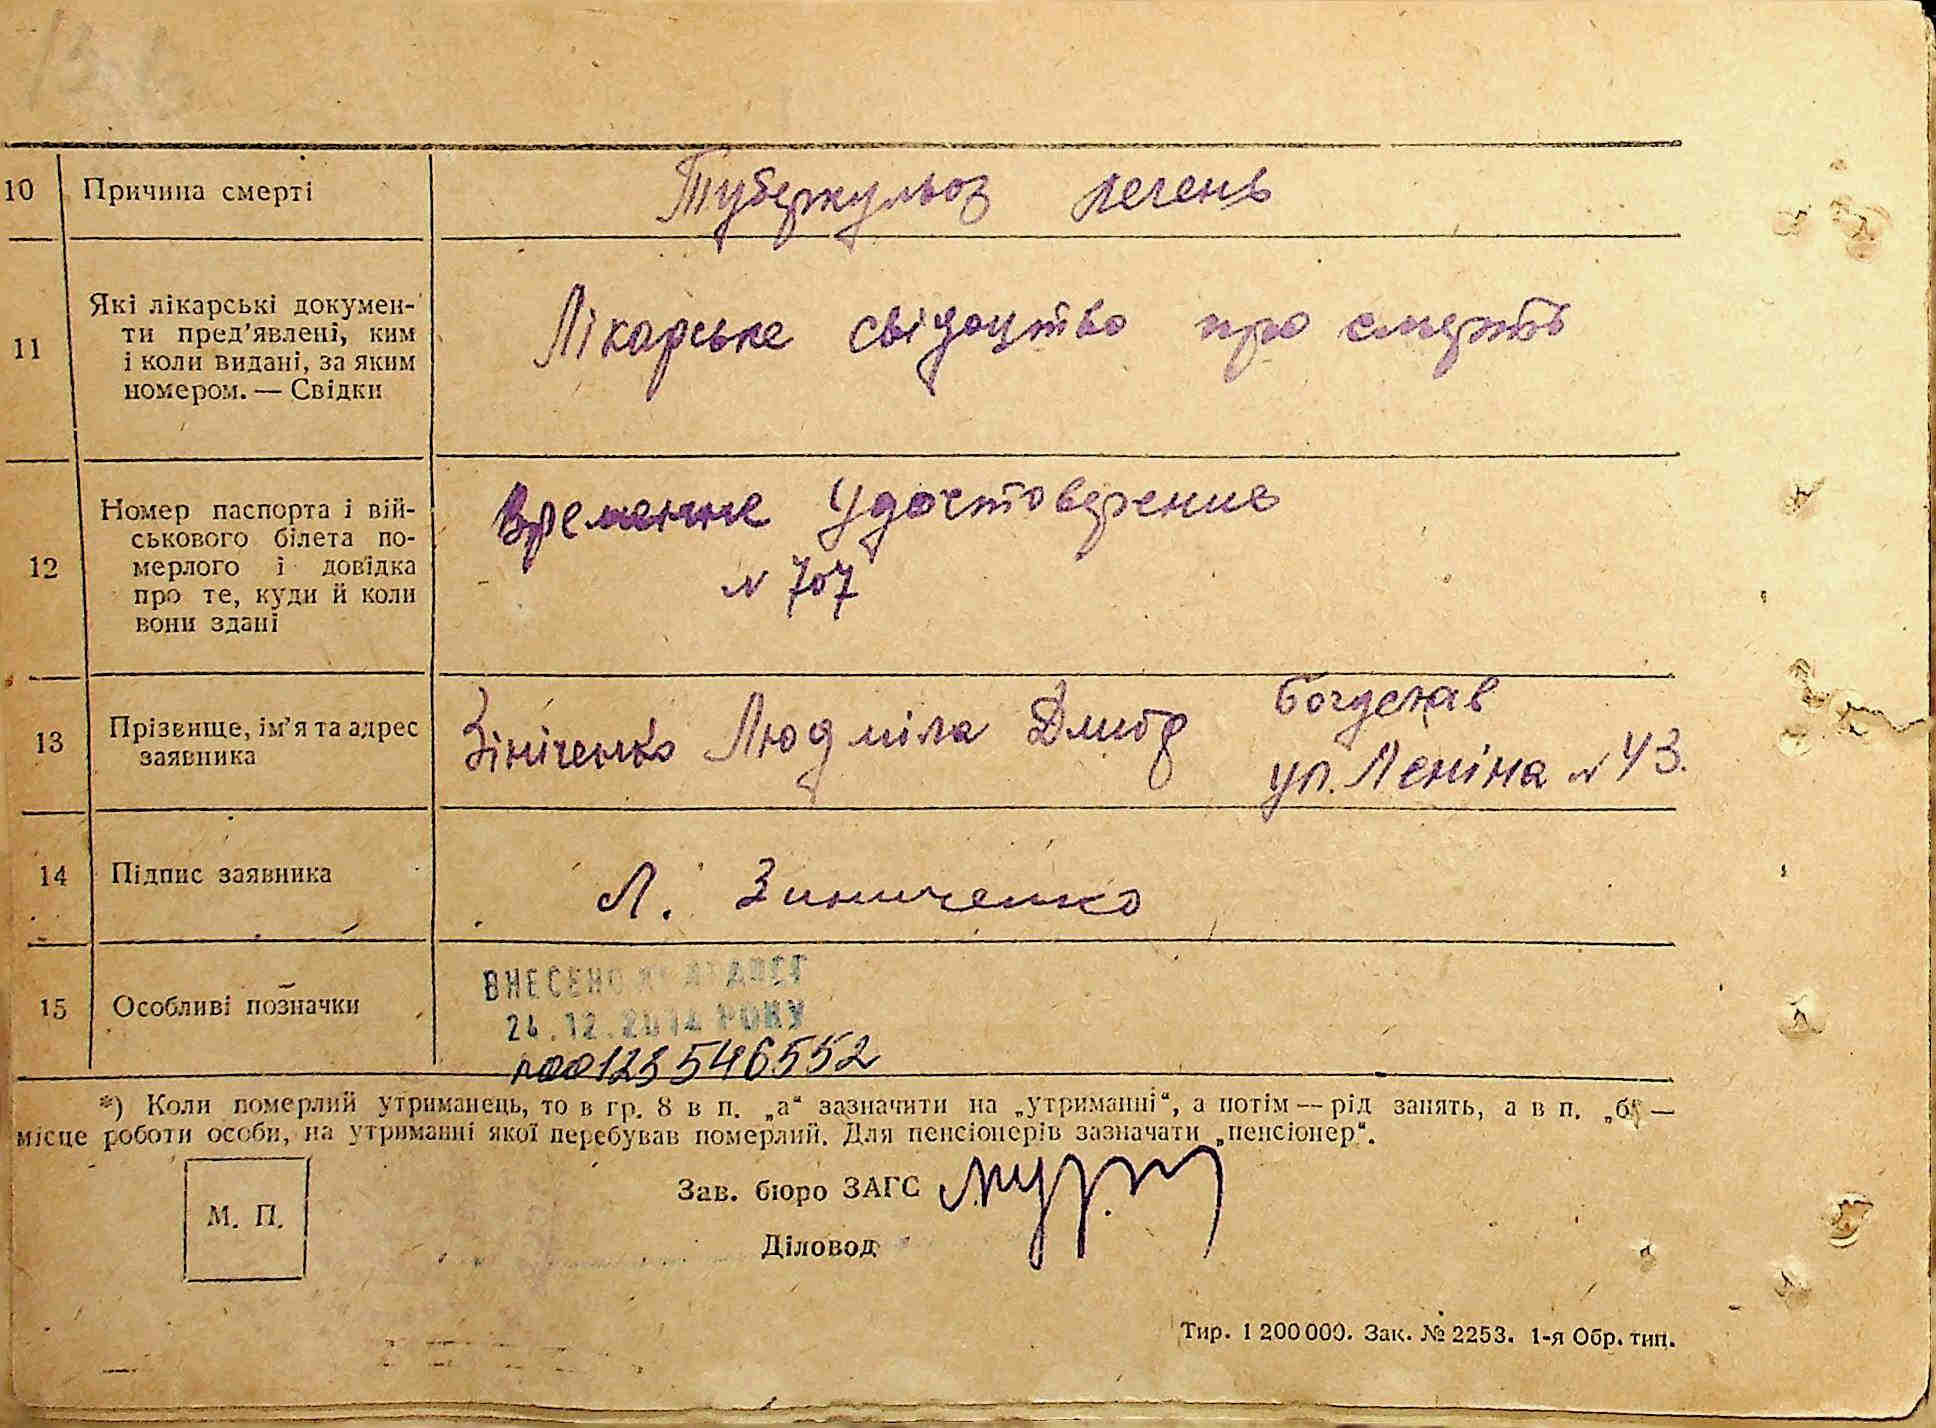 10 Причина смерті Туберкульоз легень
11 Які лікарські докумен-
ти пред’явлені, ким
і коли видані, за яким
номером. — Свідки
Лікарське свідоцтво про смерть
12 Номер паспорта і вій-
ськового білета по-
мерлого і довідка
про те, куди й коли
вони здані
Временне Удостоверение
N 707
13 Прізвище, ім’я та адрес
заявника
Зініченко Людміла Дмитр
Богуслав
ул. Леніна N 43.
14 Підпис заявника Л. Зиниченко
15 Особливі позначки
ВНЕСЕНО
12.2014 РОКУ
*) Коли померлий утриманець, то в гр. 8 в п. „а“ зазначити на „утриманні“, а потім — рід занять, а в п. „б“ —
місце роботи особи, на утриманні якої перебував померлий. Для пенсіонерів зазначати „пенсіонер“.
М. П.
Зав. бюро ЗАГС
Діловод
Тир. 1 200 000. Зак. № 2253. 1-я Обр. тип.